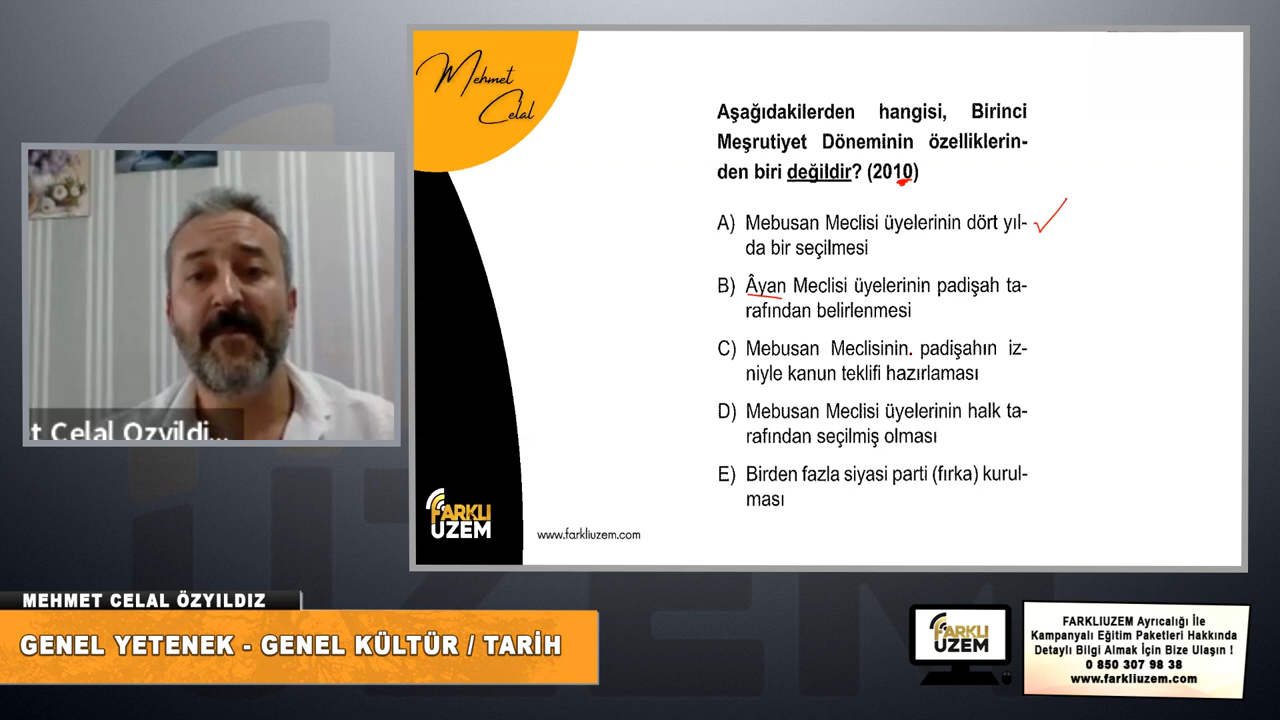 Mehmet
Celal
Aşağıdakilerden hangisi, Birinci
Meşrutiyet Döneminin özelliklerin-
den biri değildir? (2010)
A) Mebusan Meclisi üyelerinin dört yıl-
da bir seçilmesi
B) Âyan Meclisi üyelerinin padişah ta-
rafından belirlenmesi
C) Mebusan Meclisinin. padişahın iz-
niyle kanun teklifi hazırlaması
D) Mebusan Meclisi üyelerinin halk ta-
rafından seçilmiş olması
E) Birden fazla siyasi parti (fırka) kurul-
ması
t Celal Ozyildi...
FARKLI
UZEM
www.farkliuzem.com
MEHMET CELAL ÖZYILDIZ
GENEL YETENEK - GENEL KÜLTÜR / TARİH
FARKLI
UZEM
FARKLIUZEM Ayrıcalığı İle
Kampanyalı Eğitim Paketleri Hakkında
Detaylı Bilgi Almak İçin Bize Ulaşın !
0 850 307 98 38
www.farkliuzem.com
ÜZEM